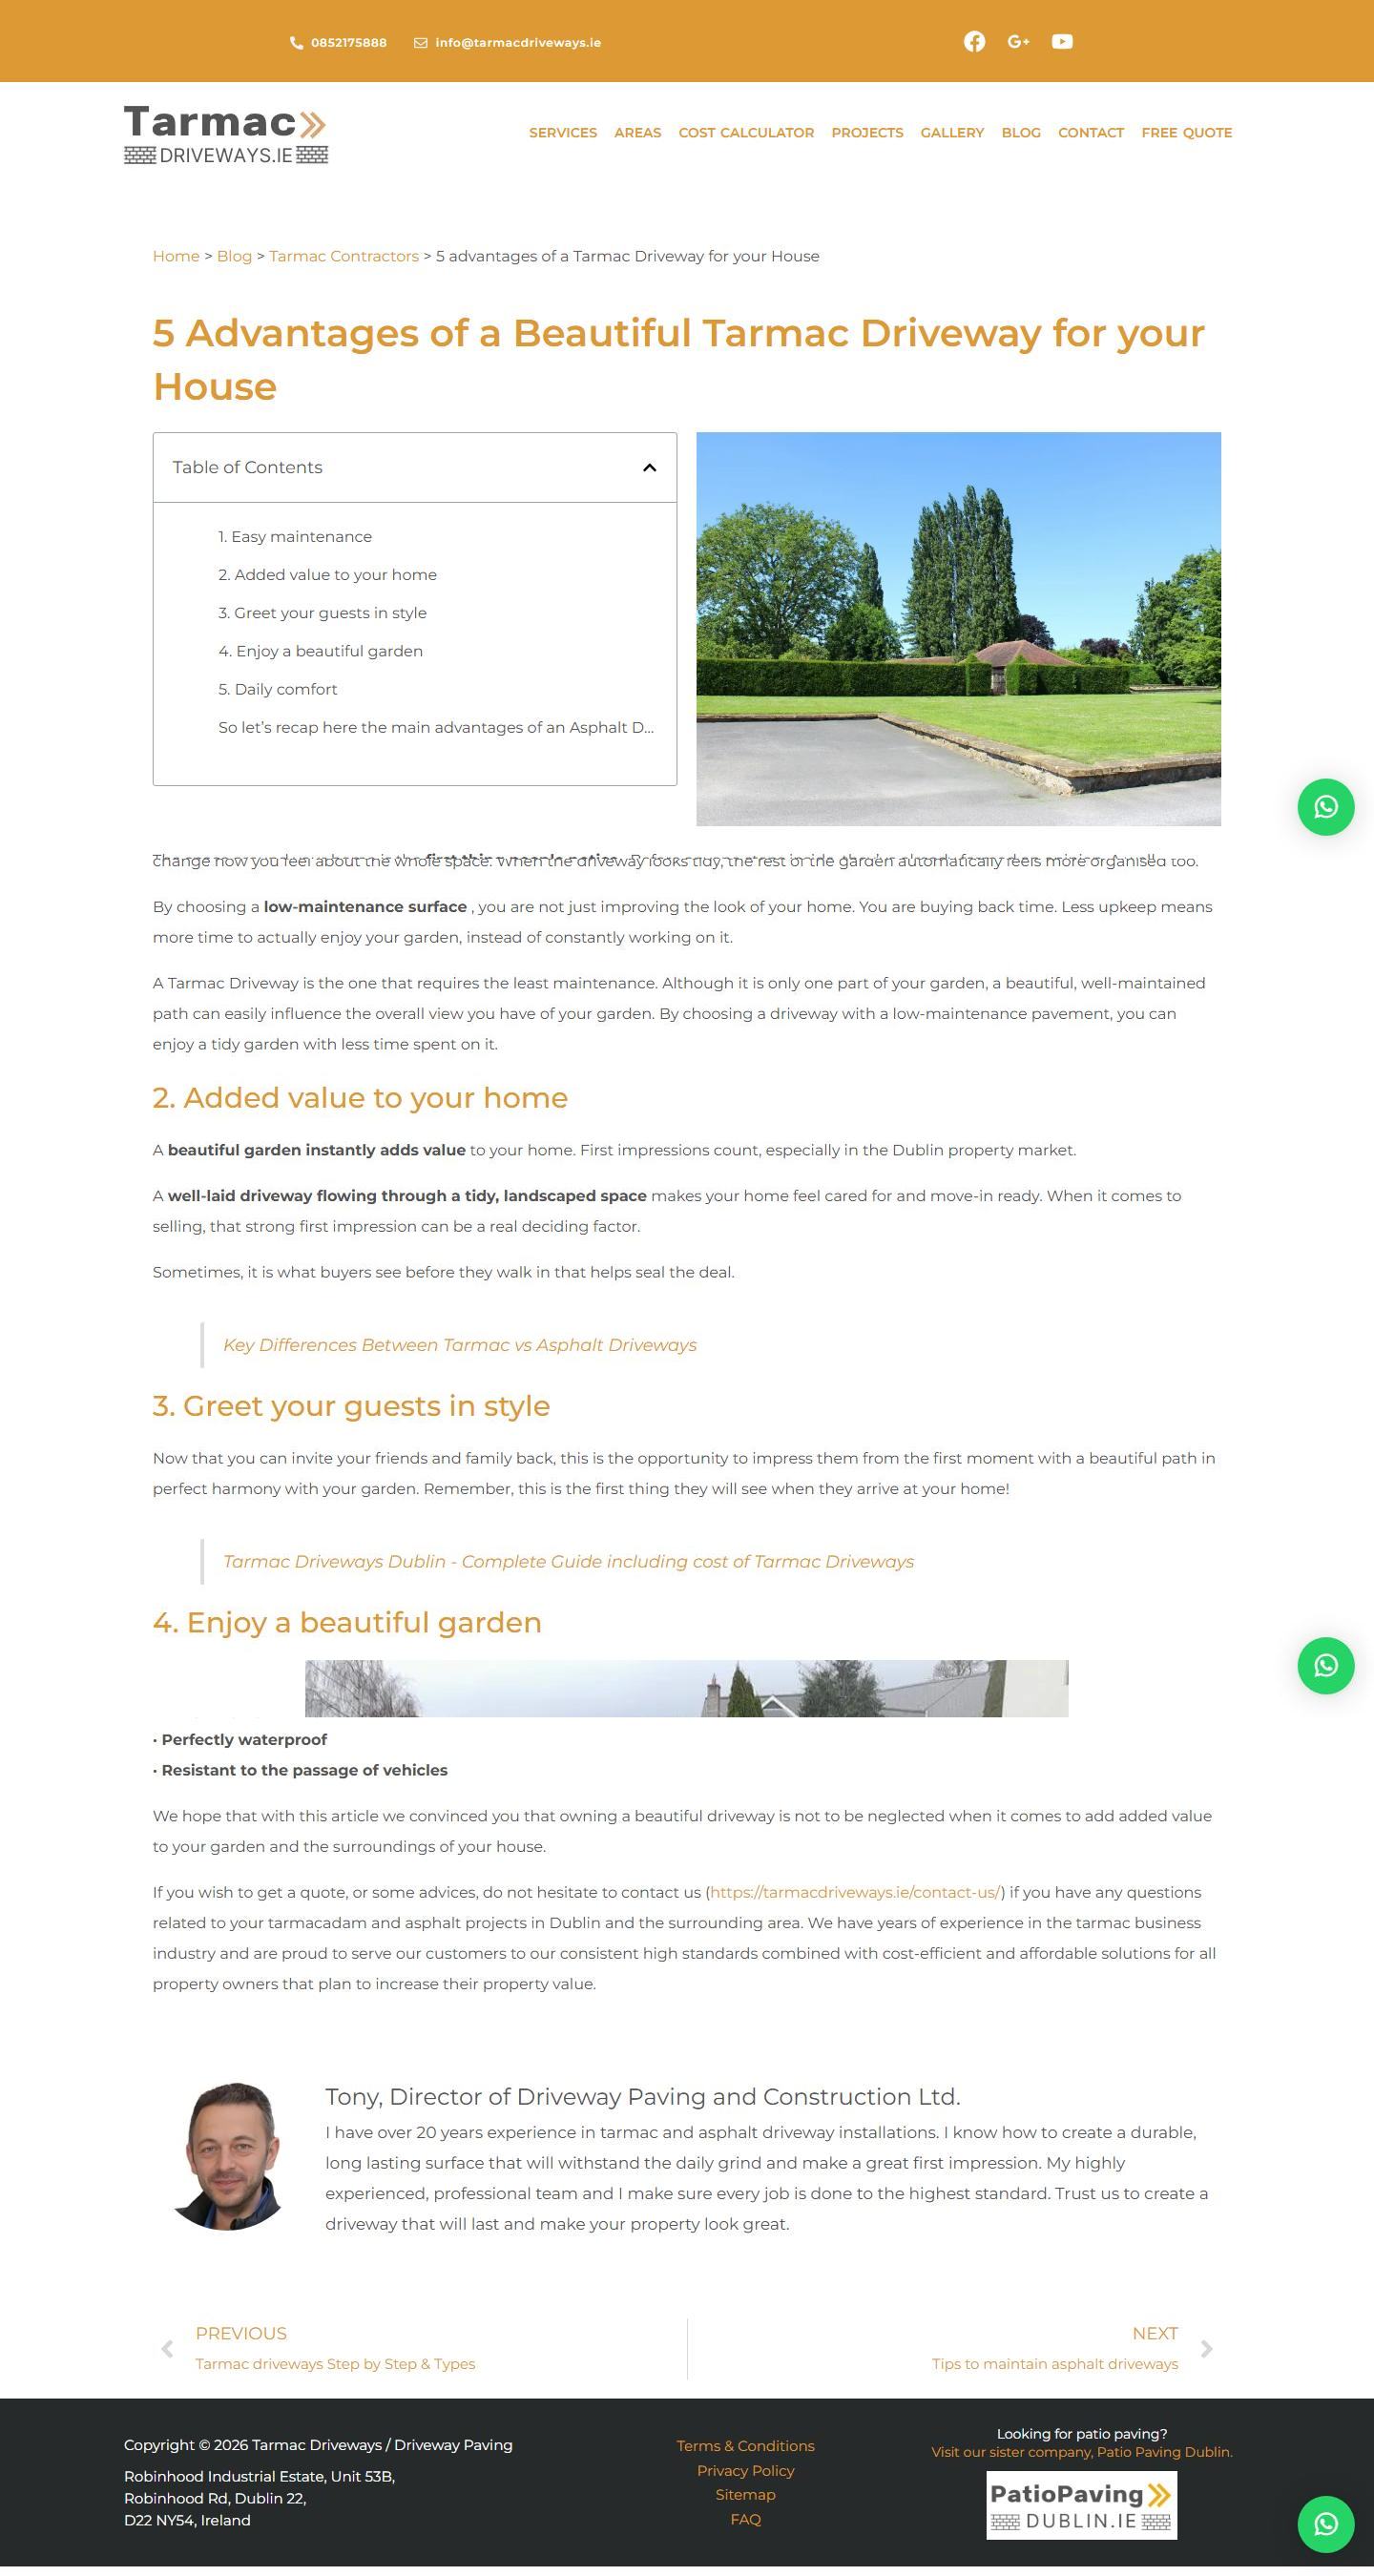 0852175888
info@tarmacdriveways.ie
Tarmac
DRIVEWAYS.IE
SERVICES AREAS COST CALCULATOR PROJECTS GALLERY BLOG CONTACT FREE QUOTE
Home > Blog > Tarmac Contractors > 5 advantages of a Tarmac Driveway for your House
5 Advantages of a Beautiful Tarmac Driveway for your
House
Table of Contents
1. Easy maintenance
2. Added value to your home
3. Greet your guests in style
4. Enjoy a beautiful garden
5. Daily comfort
So let’s recap here the main advantages of an Asphalt D...
change how you feel about the whole space. When the driveway looks tidy, the rest of the garden automatically feels more organised too.
By choosing a low-maintenance surface , you are not just improving the look of your home. You are buying back time. Less upkeep means
more time to actually enjoy your garden, instead of constantly working on it.
A Tarmac Driveway is the one that requires the least maintenance. Although it is only one part of your garden, a beautiful, well-maintained
path can easily influence the overall view you have of your garden. By choosing a driveway with a low-maintenance pavement, you can
enjoy a tidy garden with less time spent on it.
2. Added value to your home
A beautiful garden instantly adds value to your home. First impressions count, especially in the Dublin property market.
A well-laid driveway flowing through a tidy, landscaped space makes your home feel cared for and move-in ready. When it comes to
selling, that strong first impression can be a real deciding factor.
Sometimes, it is what buyers see before they walk in that helps seal the deal.
Key Differences Between Tarmac vs Asphalt Driveways
3. Greet your guests in style
Now that you can invite your friends and family back, this is the opportunity to impress them from the first moment with a beautiful path in
perfect harmony with your garden. Remember, this is the first thing they will see when they arrive at your home!
Tarmac Driveways Dublin - Complete Guide including cost of Tarmac Driveways
4. Enjoy a beautiful garden
• Perfectly waterproof
• Resistant to the passage of vehicles
We hope that with this article we convinced you that owning a beautiful driveway is not to be neglected when it comes to add added value
to your garden and the surroundings of your house.
If you wish to get a quote, or some advices, do not hesitate to contact us (https://tarmacdriveways.ie/contact-us/) if you have any questions
related to your tarmacadam and asphalt projects in Dublin and the surrounding area. We have years of experience in the tarmac business
industry and are proud to serve our customers to our consistent high standards combined with cost-efficient and affordable solutions for all
property owners that plan to increase their property value.
Tony, Director of Driveway Paving and Construction Ltd.
I have over 20 years experience in tarmac and asphalt driveway installations. I know how to create a durable,
long lasting surface that will withstand the daily grind and make a great first impression. My highly
experienced, professional team and I make sure every job is done to the highest standard. Trust us to create a
driveway that will last and make your property look great.
PREVIOUS
Tarmac driveways Step by Step & Types
NEXT
Tips to maintain asphalt driveways
Copyright © 2026 Tarmac Driveways / Driveway Paving
Robinhood Industrial Estate, Unit 53B,
Robinhood Rd, Dublin 22,
D22 NY54, Ireland
Terms & Conditions
Privacy Policy
Sitemap
FAQ
Looking for patio paving?
Visit our sister company, Patio Paving Dublin.
PatioPaving
DUBLIN.IE